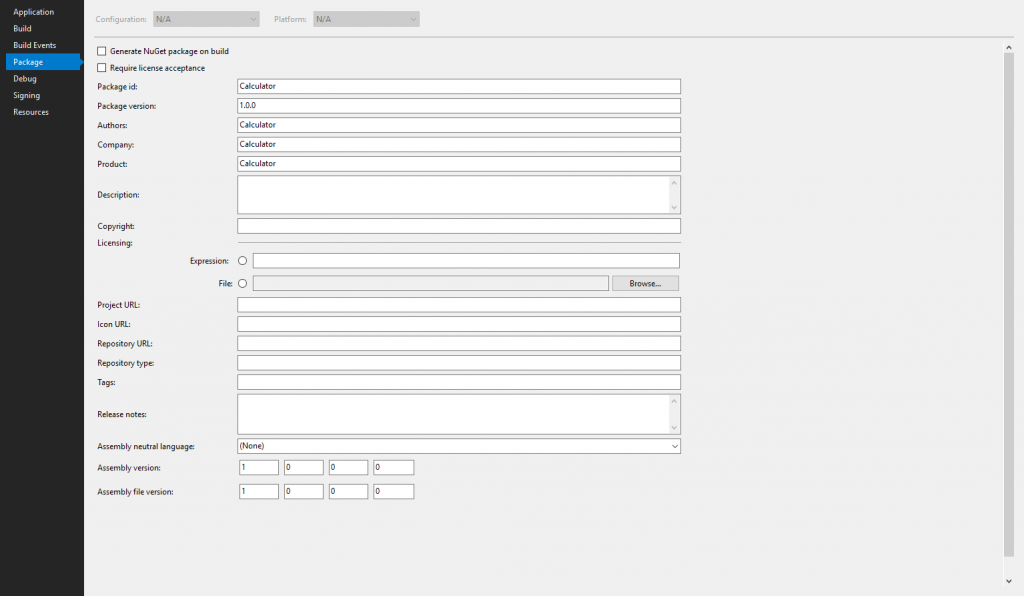 Application
Build
Build Events
Package
Debug
Signing
Resources
Configuration: N/A Platform: N/A
Generate NuGet package on build
Require license acceptance
Package id: Calculator
Package version: 1.0.0
Authors: Calculator
Company: Calculator
Product: Calculator
Description:
Copyright:
Licensing:
Expression:
File: Browse...
Project URL:
Icon URL:
Repository URL:
Repository type:
Tags:
Release notes:
Assembly neutral language: (None)
Assembly version: 1 0 0 0
Assembly file version: 1 0 0 0